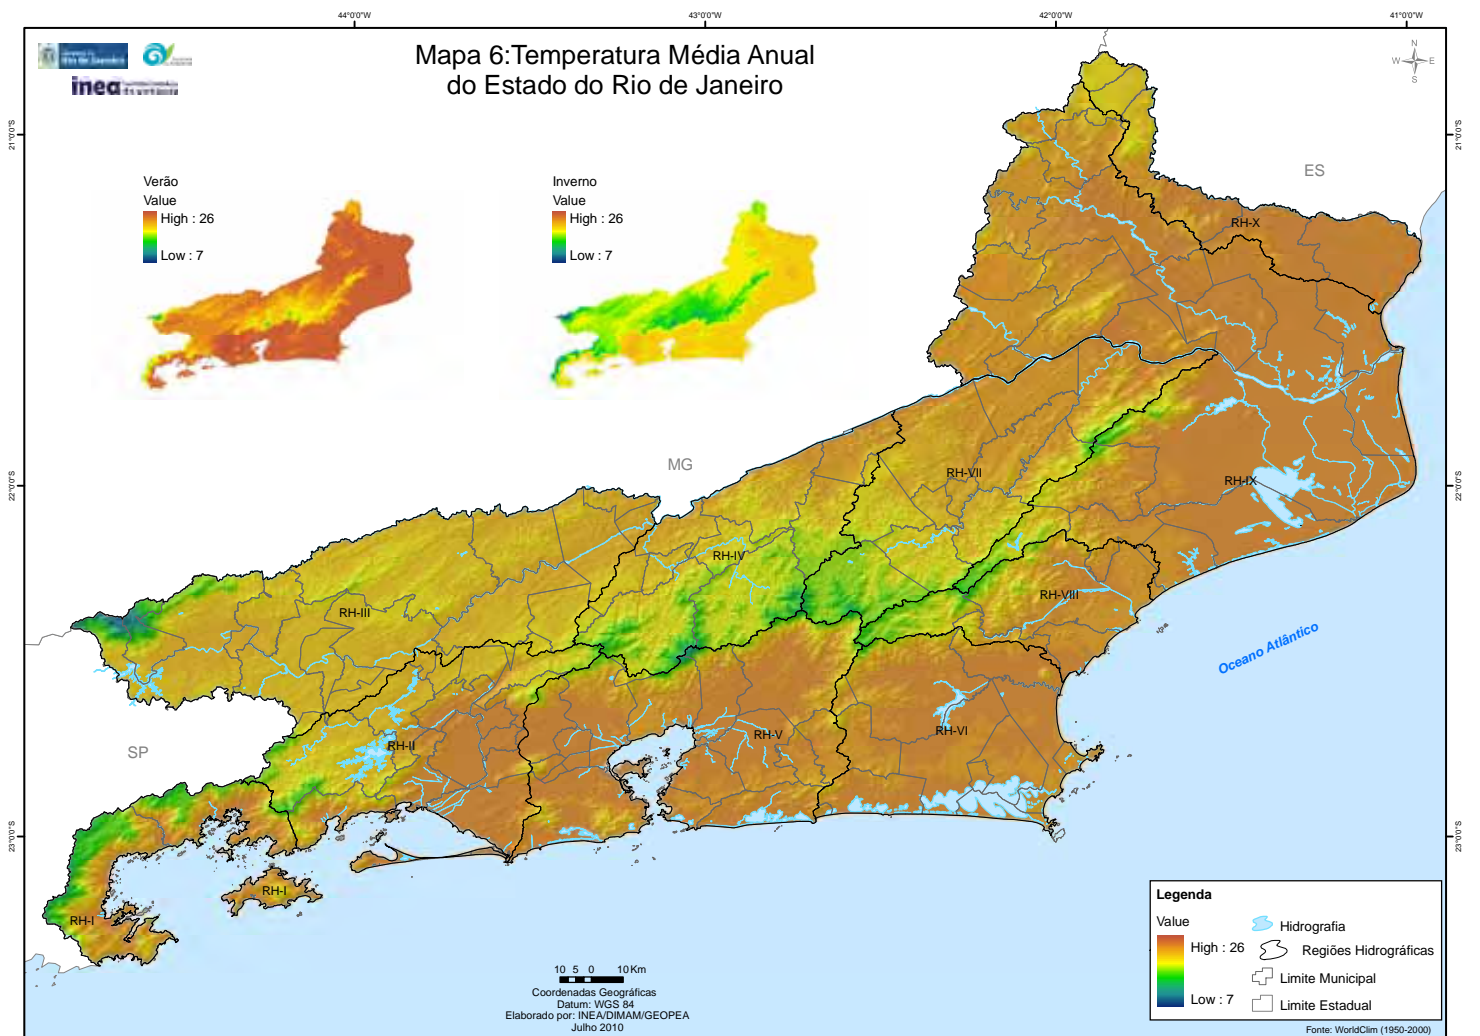 44°0'0"W
43°0'0"W
42°0'0"W
41°0'0"W
Rio de Janeiro
inea
Mapa 6:Temperatura Média Anual
do Estado do Rio de Janeiro
N
W
E
S
21°0'0"S
21°0'0"S
ES
Verão
Value
High : 26
Low : 7
Inverno
Value
High : 26
Low : 7
RH-X
MG
RH-VII
RH-IX
22°0'0"S
22°0'0"S
RH-IV
RH-III
RH-VIII
Oceano Atlântico
SP
RH-II
RH-V
RH-VI
23°0'0"S
23°0'0"S
RH-I
RH-I
10 5 0 10 Km
Coordenadas Geográficas
Datum: WGS 84
Elaborado por: INEA/DIMAM/GEOPEA
Julho 2010
Legenda
Value
High : 26
Low : 7
Hidrografia
Regiões Hidrográficas
Limite Municipal
Limite Estadual
Fonte: WorldClim (1950-2000)